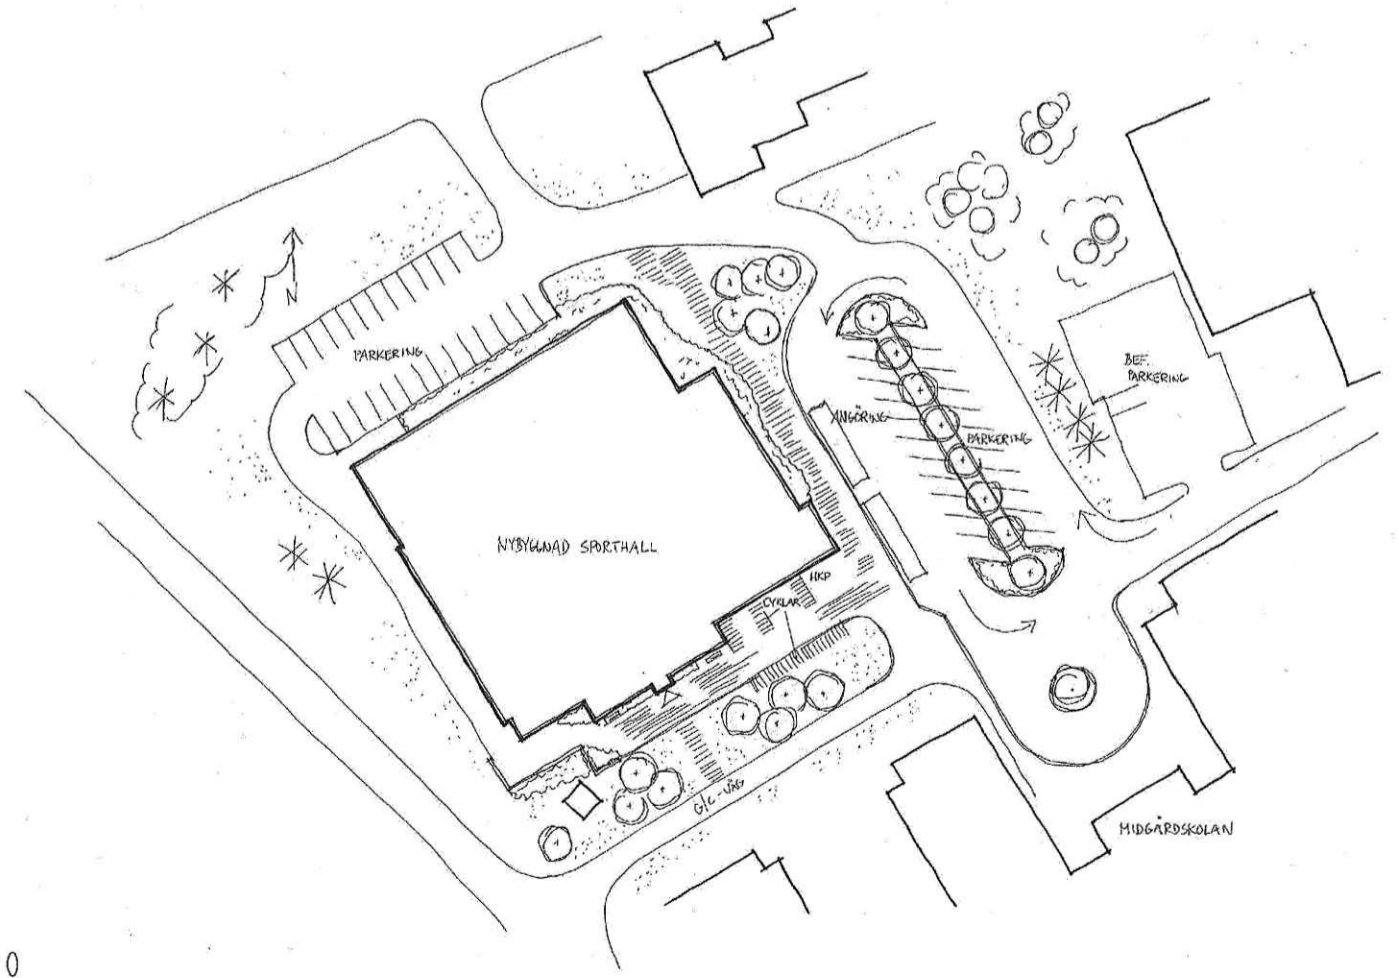 N
PARKERING
BEF.
PARKERING
ANGÖRING
PARKERING
NYBYGGNAD SPORTHALL
HKP
CYKLAR
G/C-VÄG
MIDGÅRDSKOLAN
0